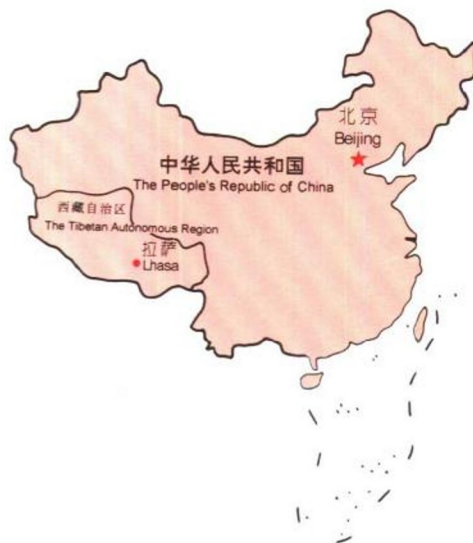 北京
Beijing
中华人民共和国
The People's Republic of China
西藏自治区
The Tibetan Autonomous Region
拉萨
Lhasa